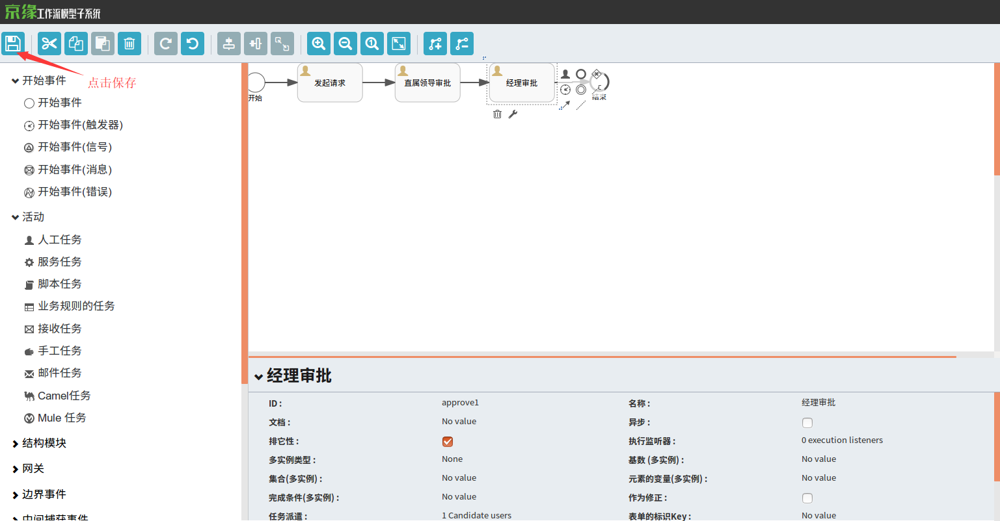 京缘工作流模型子系统
点击保存
开始事件
开始事件
开始事件(触发器)
开始事件(信号)
开始事件(消息)
开始事件(错误)
活动
人工任务
服务任务
脚本任务
业务规则的任务
接收任务
手工任务
邮件任务
Camel任务
Mule 任务
结构模块
网关
边界事件
中间捕获事件
开始
发起请求
直属领导审批
经理审批
结束
经理审批
ID :
approve1
名称 :
经理审批
文档 :
No value
异步 :
排它性 :
执行监听器 :
0 execution listeners
多实例类型 :
None
基数 (多实例) :
No value
集合(多实例) :
No value
元素的变量(多实例) :
No value
完成条件(多实例) :
No value
作为修正 :
任务派遣 :
1 Candidate users
表单的标识Key :
No value